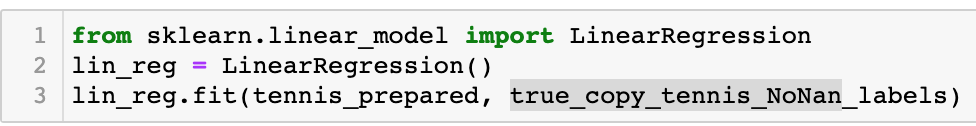 1 from sklearn.linear_model import LinearRegression
2 lin_reg = LinearRegression()
3 lin_reg.fit(tennis_prepared, true_copy_tennis_NoNan_labels)